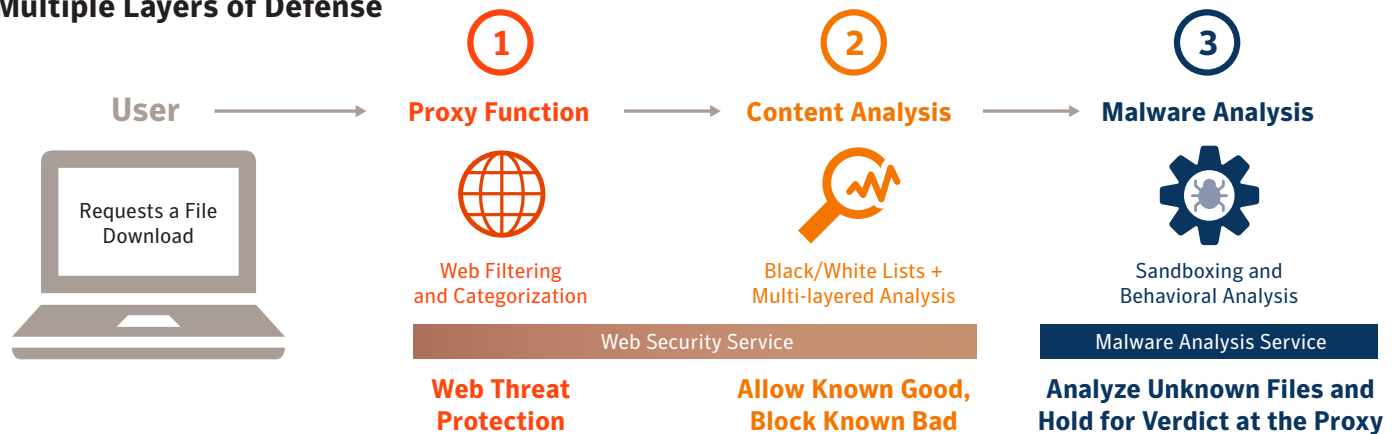 Multiple Layers of Defense
1
2
3
User
Proxy Function
Content Analysis
Malware Analysis
Requests a File
Download
Web Filtering
and Categorization
Black/White Lists +
Multi-layered Analysis
Sandboxing and
Behavioral Analysis
Web Security Service
Malware Analysis Service
Web Threat
Protection
Allow Known Good,
Block Known Bad
Analyze Unknown Files and
Hold for Verdict at the Proxy